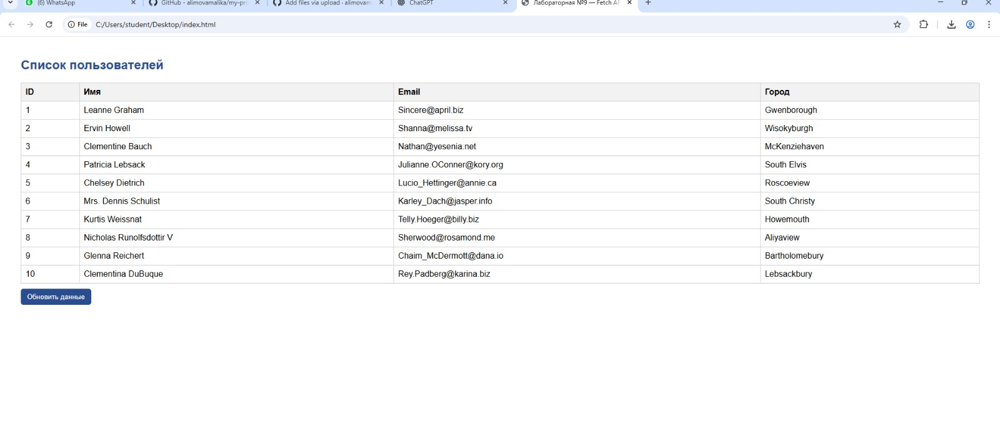 (6) WhatsApp
GitHub - alimovamalika/my-pro
Add files via upload · alimovam
ChatGPT
Лабораторная №9 — Fetch AP
File C:/Users/student/Desktop/index.html
Список пользователей
ID Имя Email Город
1 Leanne Graham Sincere@april.biz Gwenborough
2 Ervin Howell Shanna@melissa.tv Wisokyburgh
3 Clementine Bauch Nathan@yesenia.net McKenziehaven
4 Patricia Lebsack Julianne.OConner@kory.org South Elvis
5 Chelsey Dietrich Lucio_Hettinger@annie.ca Roscoeview
6 Mrs. Dennis Schulist Karley_Dach@jasper.info South Christy
7 Kurtis Weissnat Telly.Hoeger@billy.biz Howemouth
8 Nicholas Runolfsdottir V Sherwood@rosamond.me Aliyaview
9 Glenna Reichert Chaim_McDermott@dana.io Bartholomebury
10 Clementina DuBuque Rey.Padberg@karina.biz Lebsackbury
Обновить данные